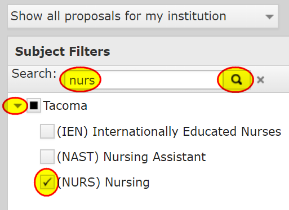 Show all proposals for my institution
Subject Filters
Search: nurs
Tacoma
(IEN) Internationally Educated Nurses
(NAST) Nursing Assistant
(NURS) Nursing